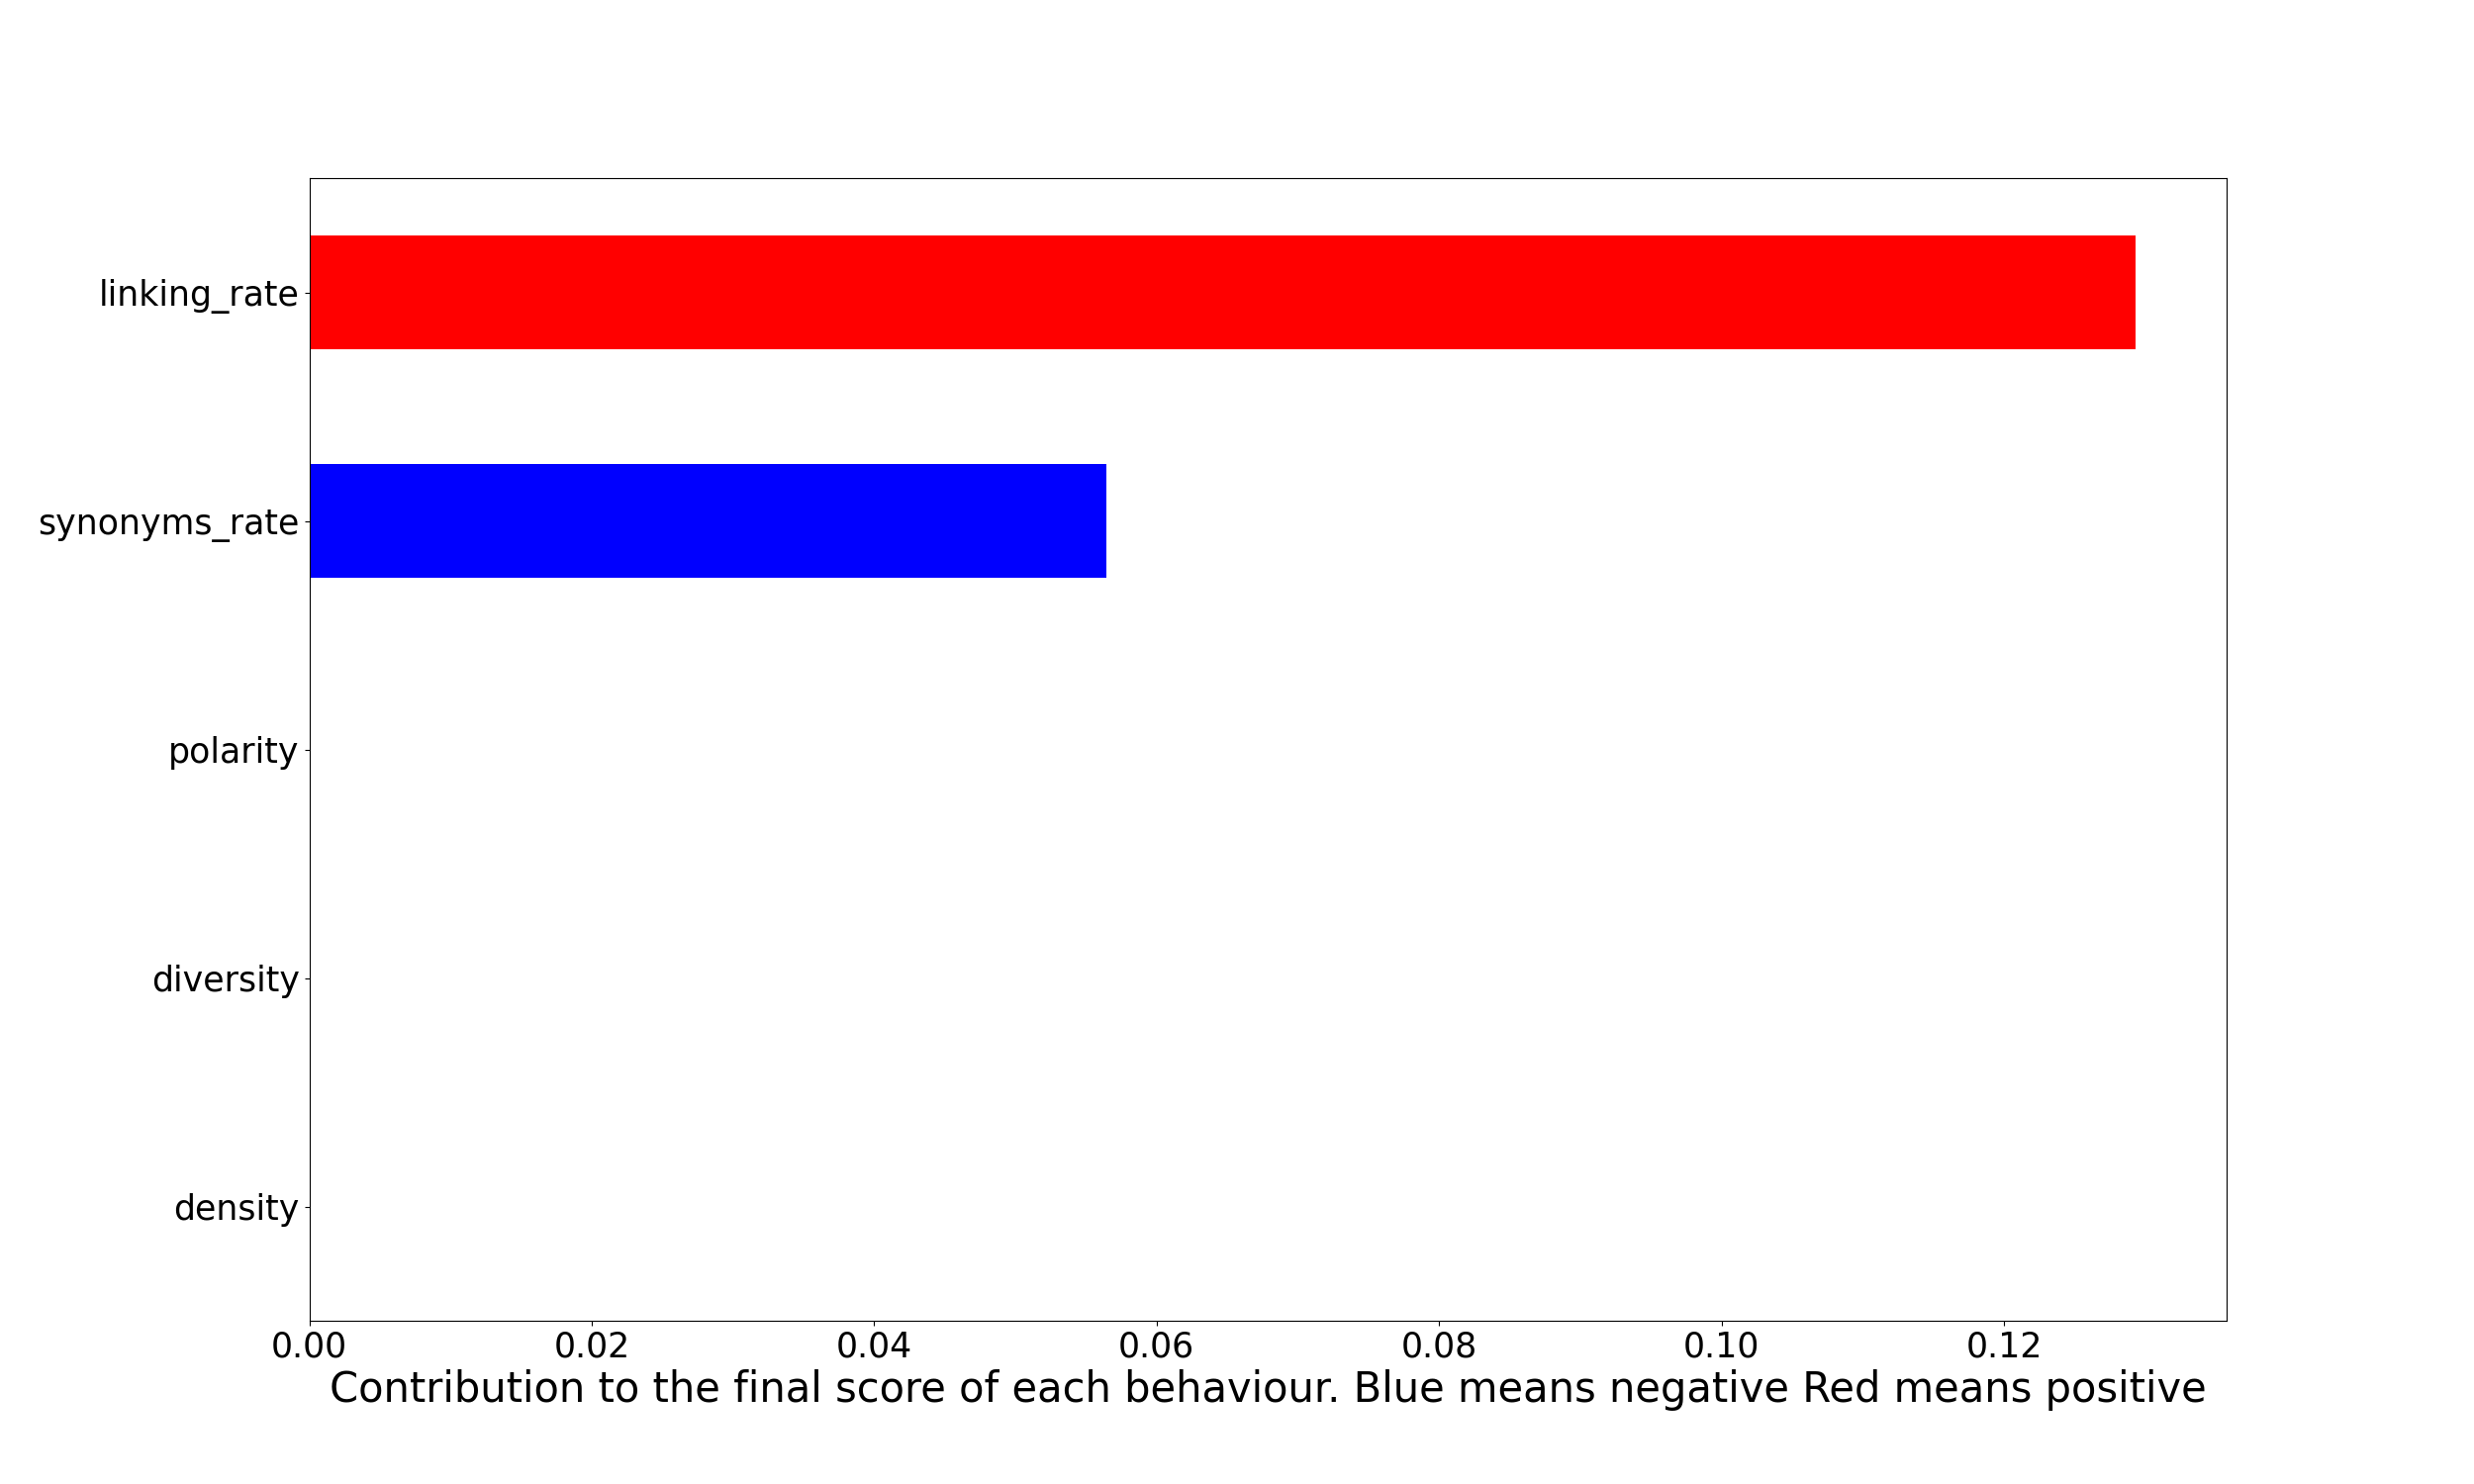 linking_rate
synonyms_rate
polarity
diversity
density
0.00 0.02 0.04 0.06 0.08 0.10 0.12
Contribution to the final score of each behaviour. Blue means negative Red means positive